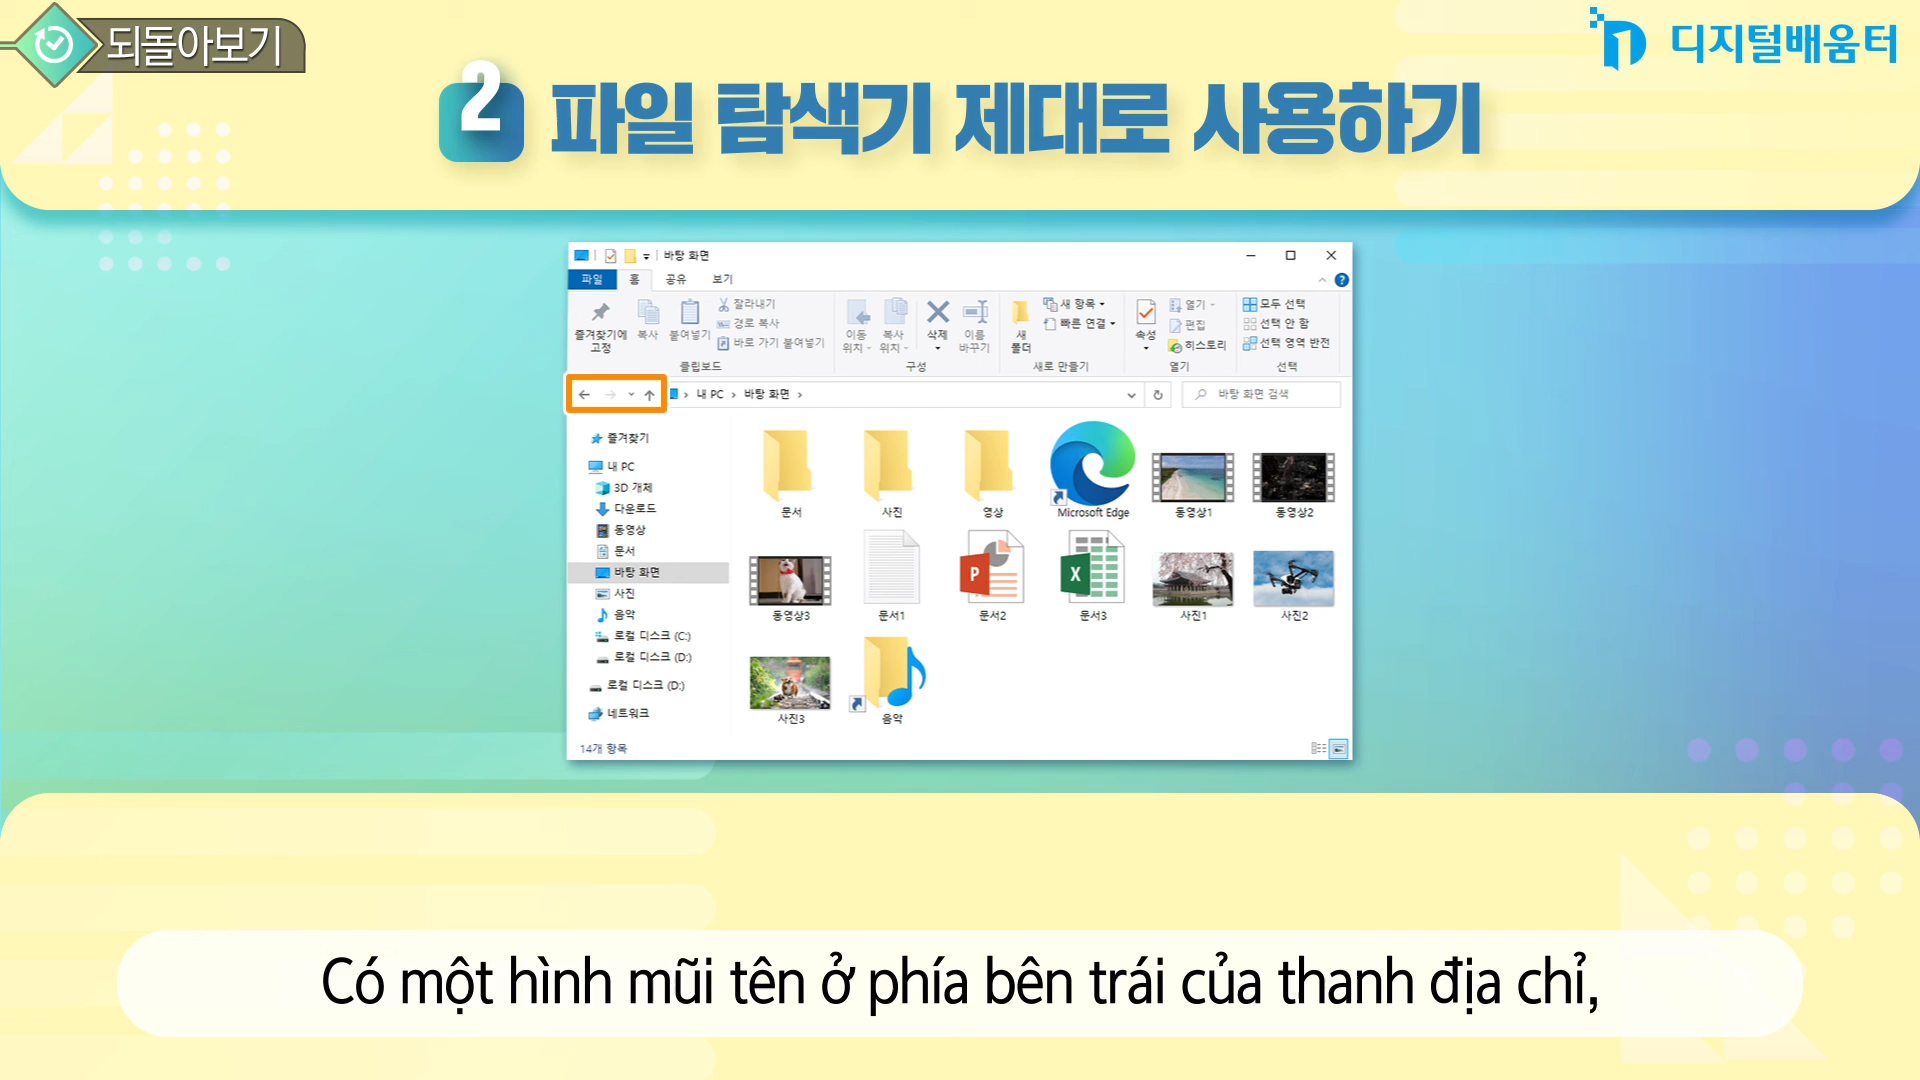 되돌아보기
디지털배움터
2 파일 탐색기 제대로 사용하기
바탕 화면
파일 홈 공유 보기
즐겨찾기에 고정
복사
붙여넣기
잘라내기
경로 복사
바로 가기 붙여넣기
클립보드
이동 위치
복사 위치
삭제
이름 바꾸기
구성
새 폴더
새 항목
빠른 연결
새로 만들기
속성
열기
편집
히스토리
열기
모두 선택
선택 안 함
선택 영역 반전
선택
내 PC > 바탕 화면 >
바탕 화면 검색
즐겨찾기
내 PC
3D 개체
다운로드
동영상
문서
바탕 화면
사진
음악
로컬 디스크 (C:)
로컬 디스크 (D:)
로컬 디스크 (D:)
네트워크
문서 사진 영상 Microsoft Edge 동영상1 동영상2
동영상3 문서1 문서2 문서3 사진1 사진2
사진3 음악
14개 항목
Có một hình mũi tên ở phía bên trái của thanh địa chỉ,